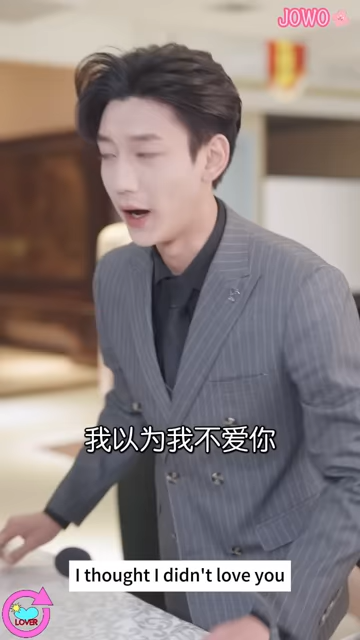 JOWO
我以为我不爱你
I thought I didn't love you
LOVER